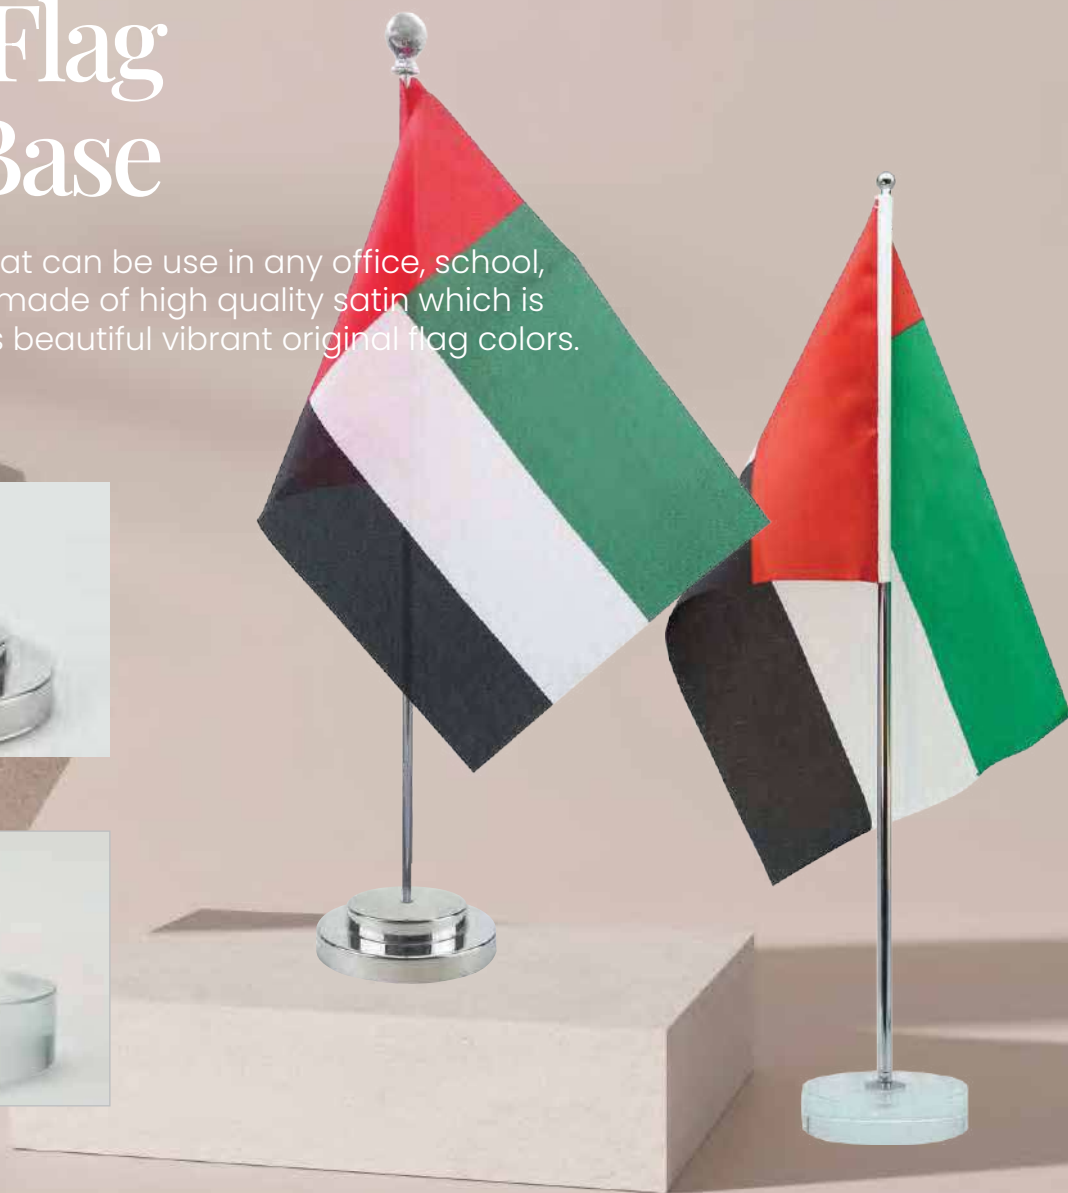 Flag
Base
at can be use in any office, school,
made of high quality satin which is
s beautiful vibrant original flag colors.